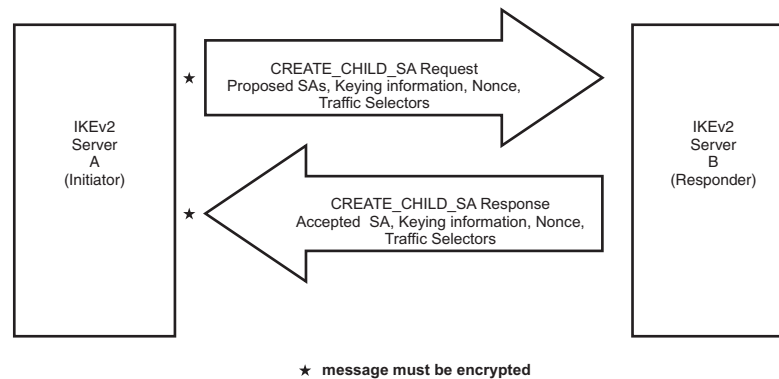 CREATE_CHILD_SA Request
Proposed SAs, Keying information, Nonce,
Traffic Selectors
IKEv2
Server
A
(Initiator)
IKEv2
Server
B
(Responder)
CREATE_CHILD_SA Response
Accepted SA, Keying information, Nonce,
Traffic Selectors
★ message must be encrypted